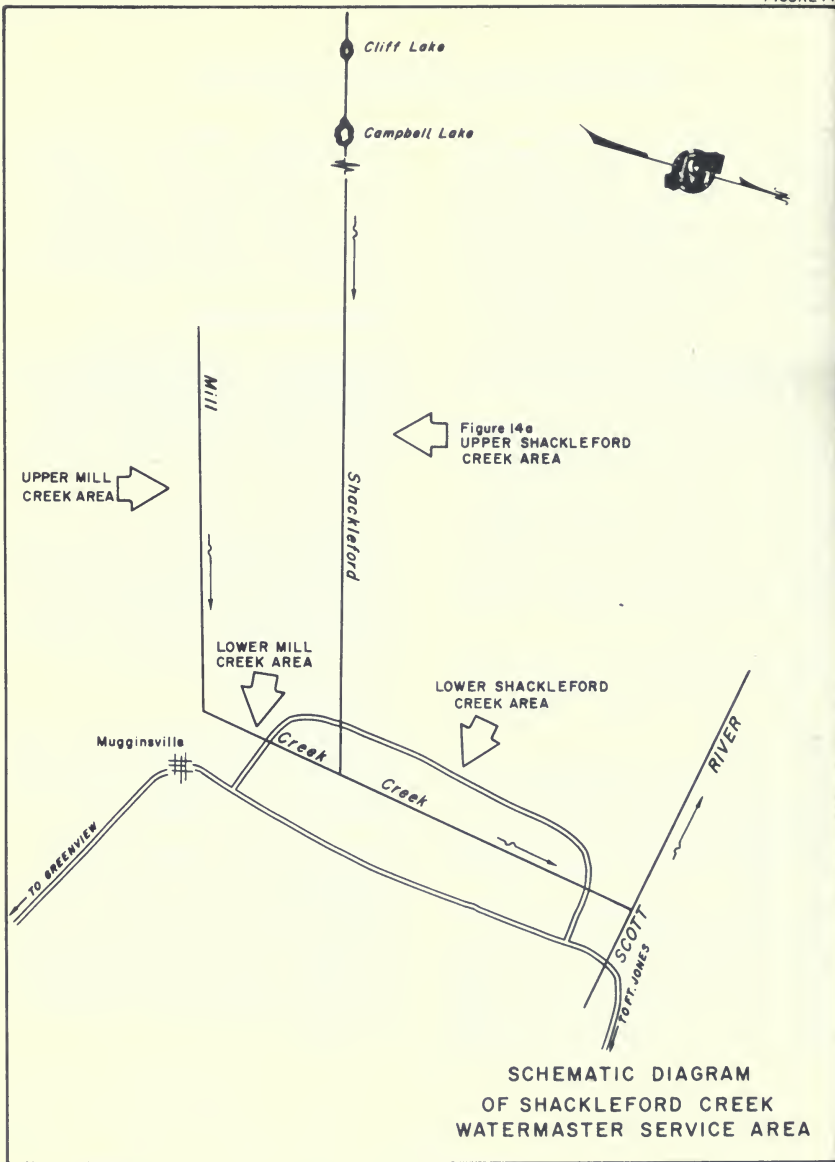 Cliff Lake
Campbell Lake
N
Mill
Figure 14a
UPPER SHACKLEFORD
CREEK AREA
UPPER MILL
CREEK AREA
Shackleford
LOWER MILL
CREEK AREA
LOWER SHACKLEFORD
CREEK AREA
Mugginsville
Creek
Creek
RIVER
TO GREENVIEW
SCOTT
TO FT. JONES
SCHEMATIC DIAGRAM
OF SHACKLEFORD CREEK
WATERMASTER SERVICE AREA